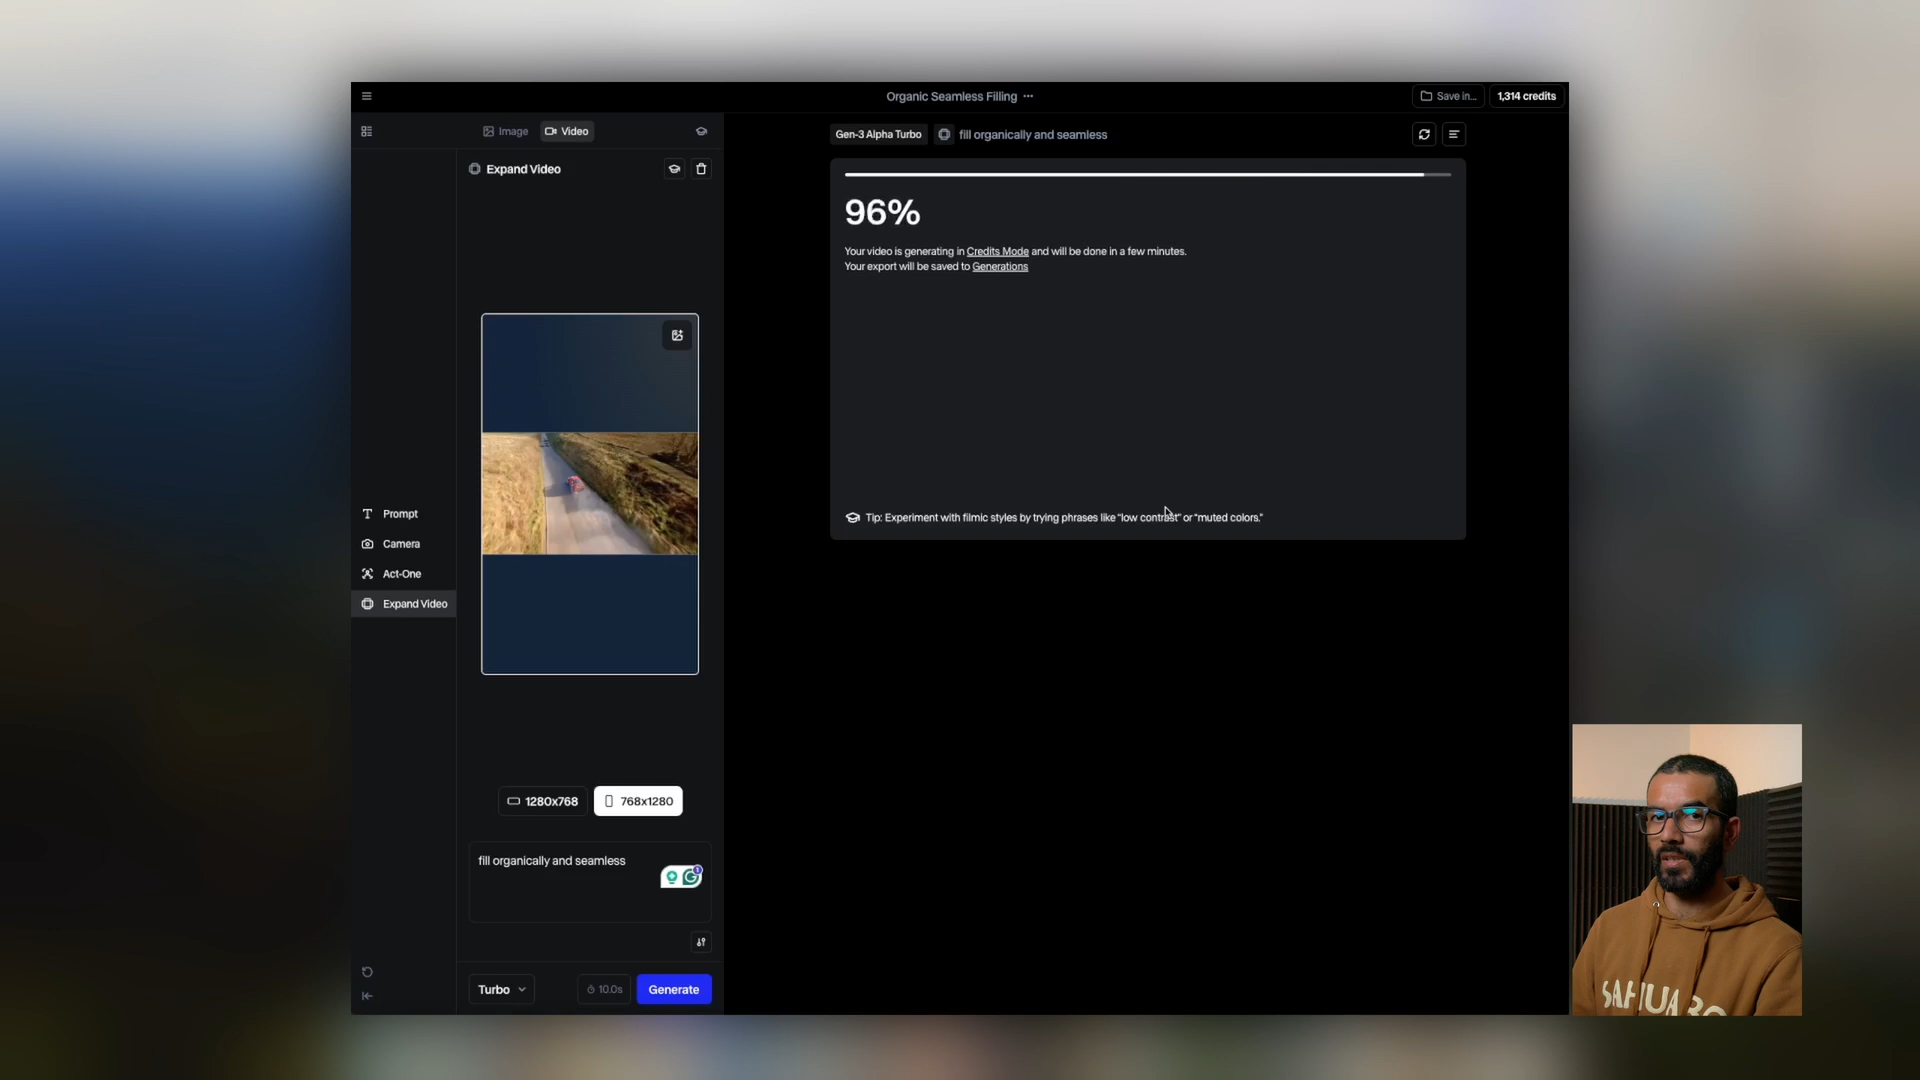 Organic Seamless Filling ...
Save in...
1,314 credits
Image
Video
Expand Video
Gen-3 Alpha Turbo
fill organically and seamless
96%
Your video is generating in Credits Mode and will be done in a few minutes.
Your export will be saved to Generations
Tip: Experiment with filmic styles by trying phrases like "low contrast" or "muted colors."
Prompt
Camera
Act-One
Expand Video
1280x768
768x1280
fill organically and seamless
1
Turbo
10.0s
Generate